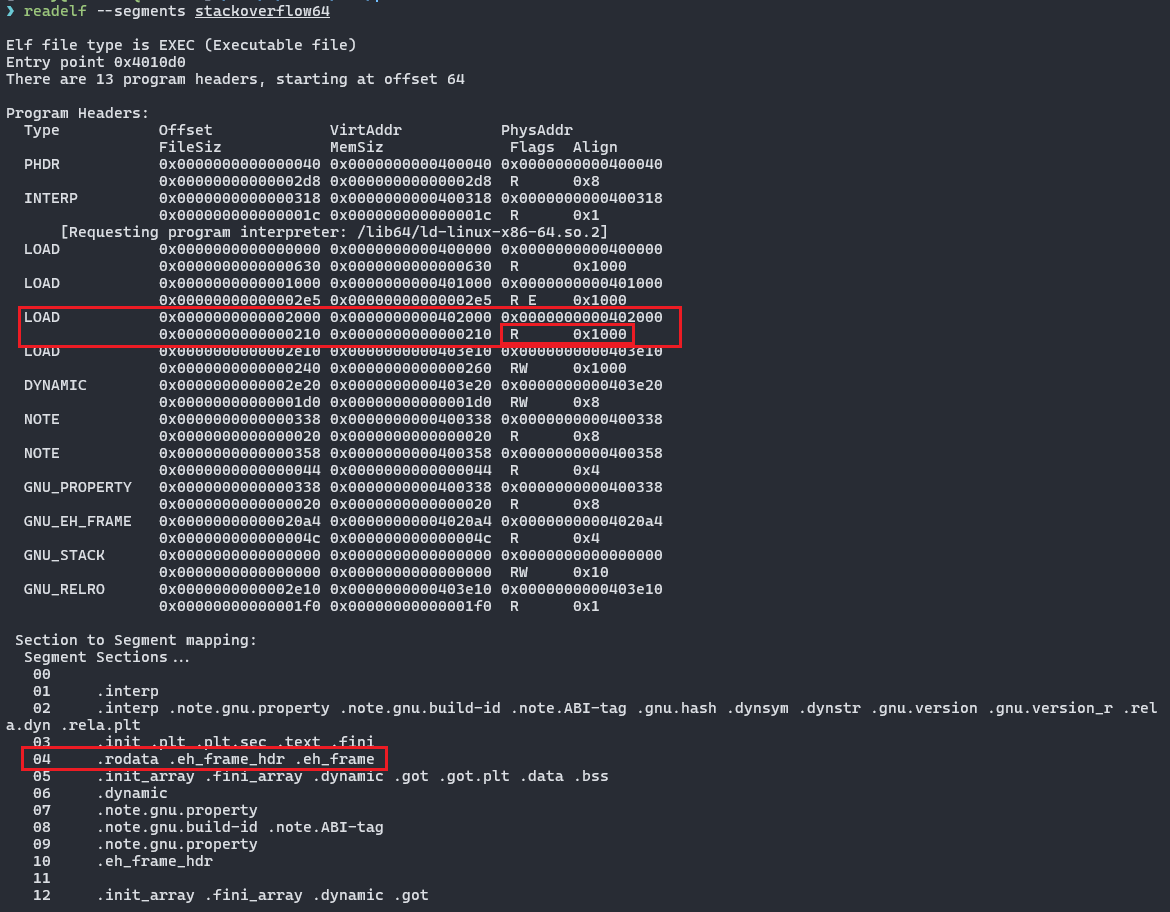 ❯ readelf --segments stackoverflow64
Elf file type is EXEC (Executable file)
Entry point 0x4010d0
There are 13 program headers, starting at offset 64
Program Headers:
  Type           Offset             VirtAddr           PhysAddr
                 FileSiz            MemSiz              Flags  Align
  PHDR           0x0000000000000040 0x0000000000400040 0x0000000000400040
                 0x00000000000002d8 0x00000000000002d8  R      0x8
  INTERP         0x0000000000000318 0x0000000000400318 0x0000000000400318
                 0x000000000000001c 0x000000000000001c  R      0x1
      [Requesting program interpreter: /lib64/ld-linux-x86-64.so.2]
  LOAD           0x0000000000000000 0x0000000000400000 0x0000000000400000
                 0x0000000000000630 0x0000000000000630  R      0x1000
  LOAD           0x0000000000001000 0x0000000000401000 0x0000000000401000
                 0x00000000000002e5 0x00000000000002e5  R E    0x1000
  LOAD           0x0000000000002000 0x0000000000402000 0x0000000000402000
                 0x0000000000000210 0x0000000000000210  R      0x1000
  LOAD           0x0000000000002e10 0x0000000000403e10 0x0000000000403e10
                 0x0000000000000240 0x0000000000000260  RW     0x1000
  DYNAMIC        0x0000000000002e20 0x0000000000403e20 0x0000000000403e20
                 0x00000000000001d0 0x00000000000001d0  RW     0x8
  NOTE           0x0000000000000338 0x0000000000400338 0x0000000000400338
                 0x0000000000000020 0x0000000000000020  R      0x8
  NOTE           0x0000000000000358 0x0000000000400358 0x0000000000400358
                 0x0000000000000044 0x0000000000000044  R      0x4
  GNU_PROPERTY   0x0000000000000338 0x0000000000400338 0x0000000000400338
                 0x0000000000000020 0x0000000000000020  R      0x8
  GNU_EH_FRAME   0x00000000000020a4 0x00000000004020a4 0x00000000004020a4
                 0x000000000000004c 0x000000000000004c  R      0x4
  GNU_STACK      0x0000000000000000 0x0000000000000000 0x0000000000000000
                 0x0000000000000000 0x0000000000000000  RW     0x10
  GNU_RELRO      0x0000000000002e10 0x0000000000403e10 0x0000000000403e10
                 0x00000000000001f0 0x00000000000001f0  R      0x1
 Section to Segment mapping:
  Segment Sections...
   00
   01     .interp
   02     .interp .note.gnu.property .note.gnu.build-id .note.ABI-tag .gnu.hash .dynsym .dynstr .gnu.version .gnu.version_r .rel
a.dyn .rela.plt
   03     .init .plt .plt.sec .text .fini
   04     .rodata .eh_frame_hdr .eh_frame
   05     .init_array .fini_array .dynamic .got .got.plt .data .bss
   06     .dynamic
   07     .note.gnu.property
   08     .note.gnu.build-id .note.ABI-tag
   09     .note.gnu.property
   10     .eh_frame_hdr
   11
   12     .init_array .fini_array .dynamic .got